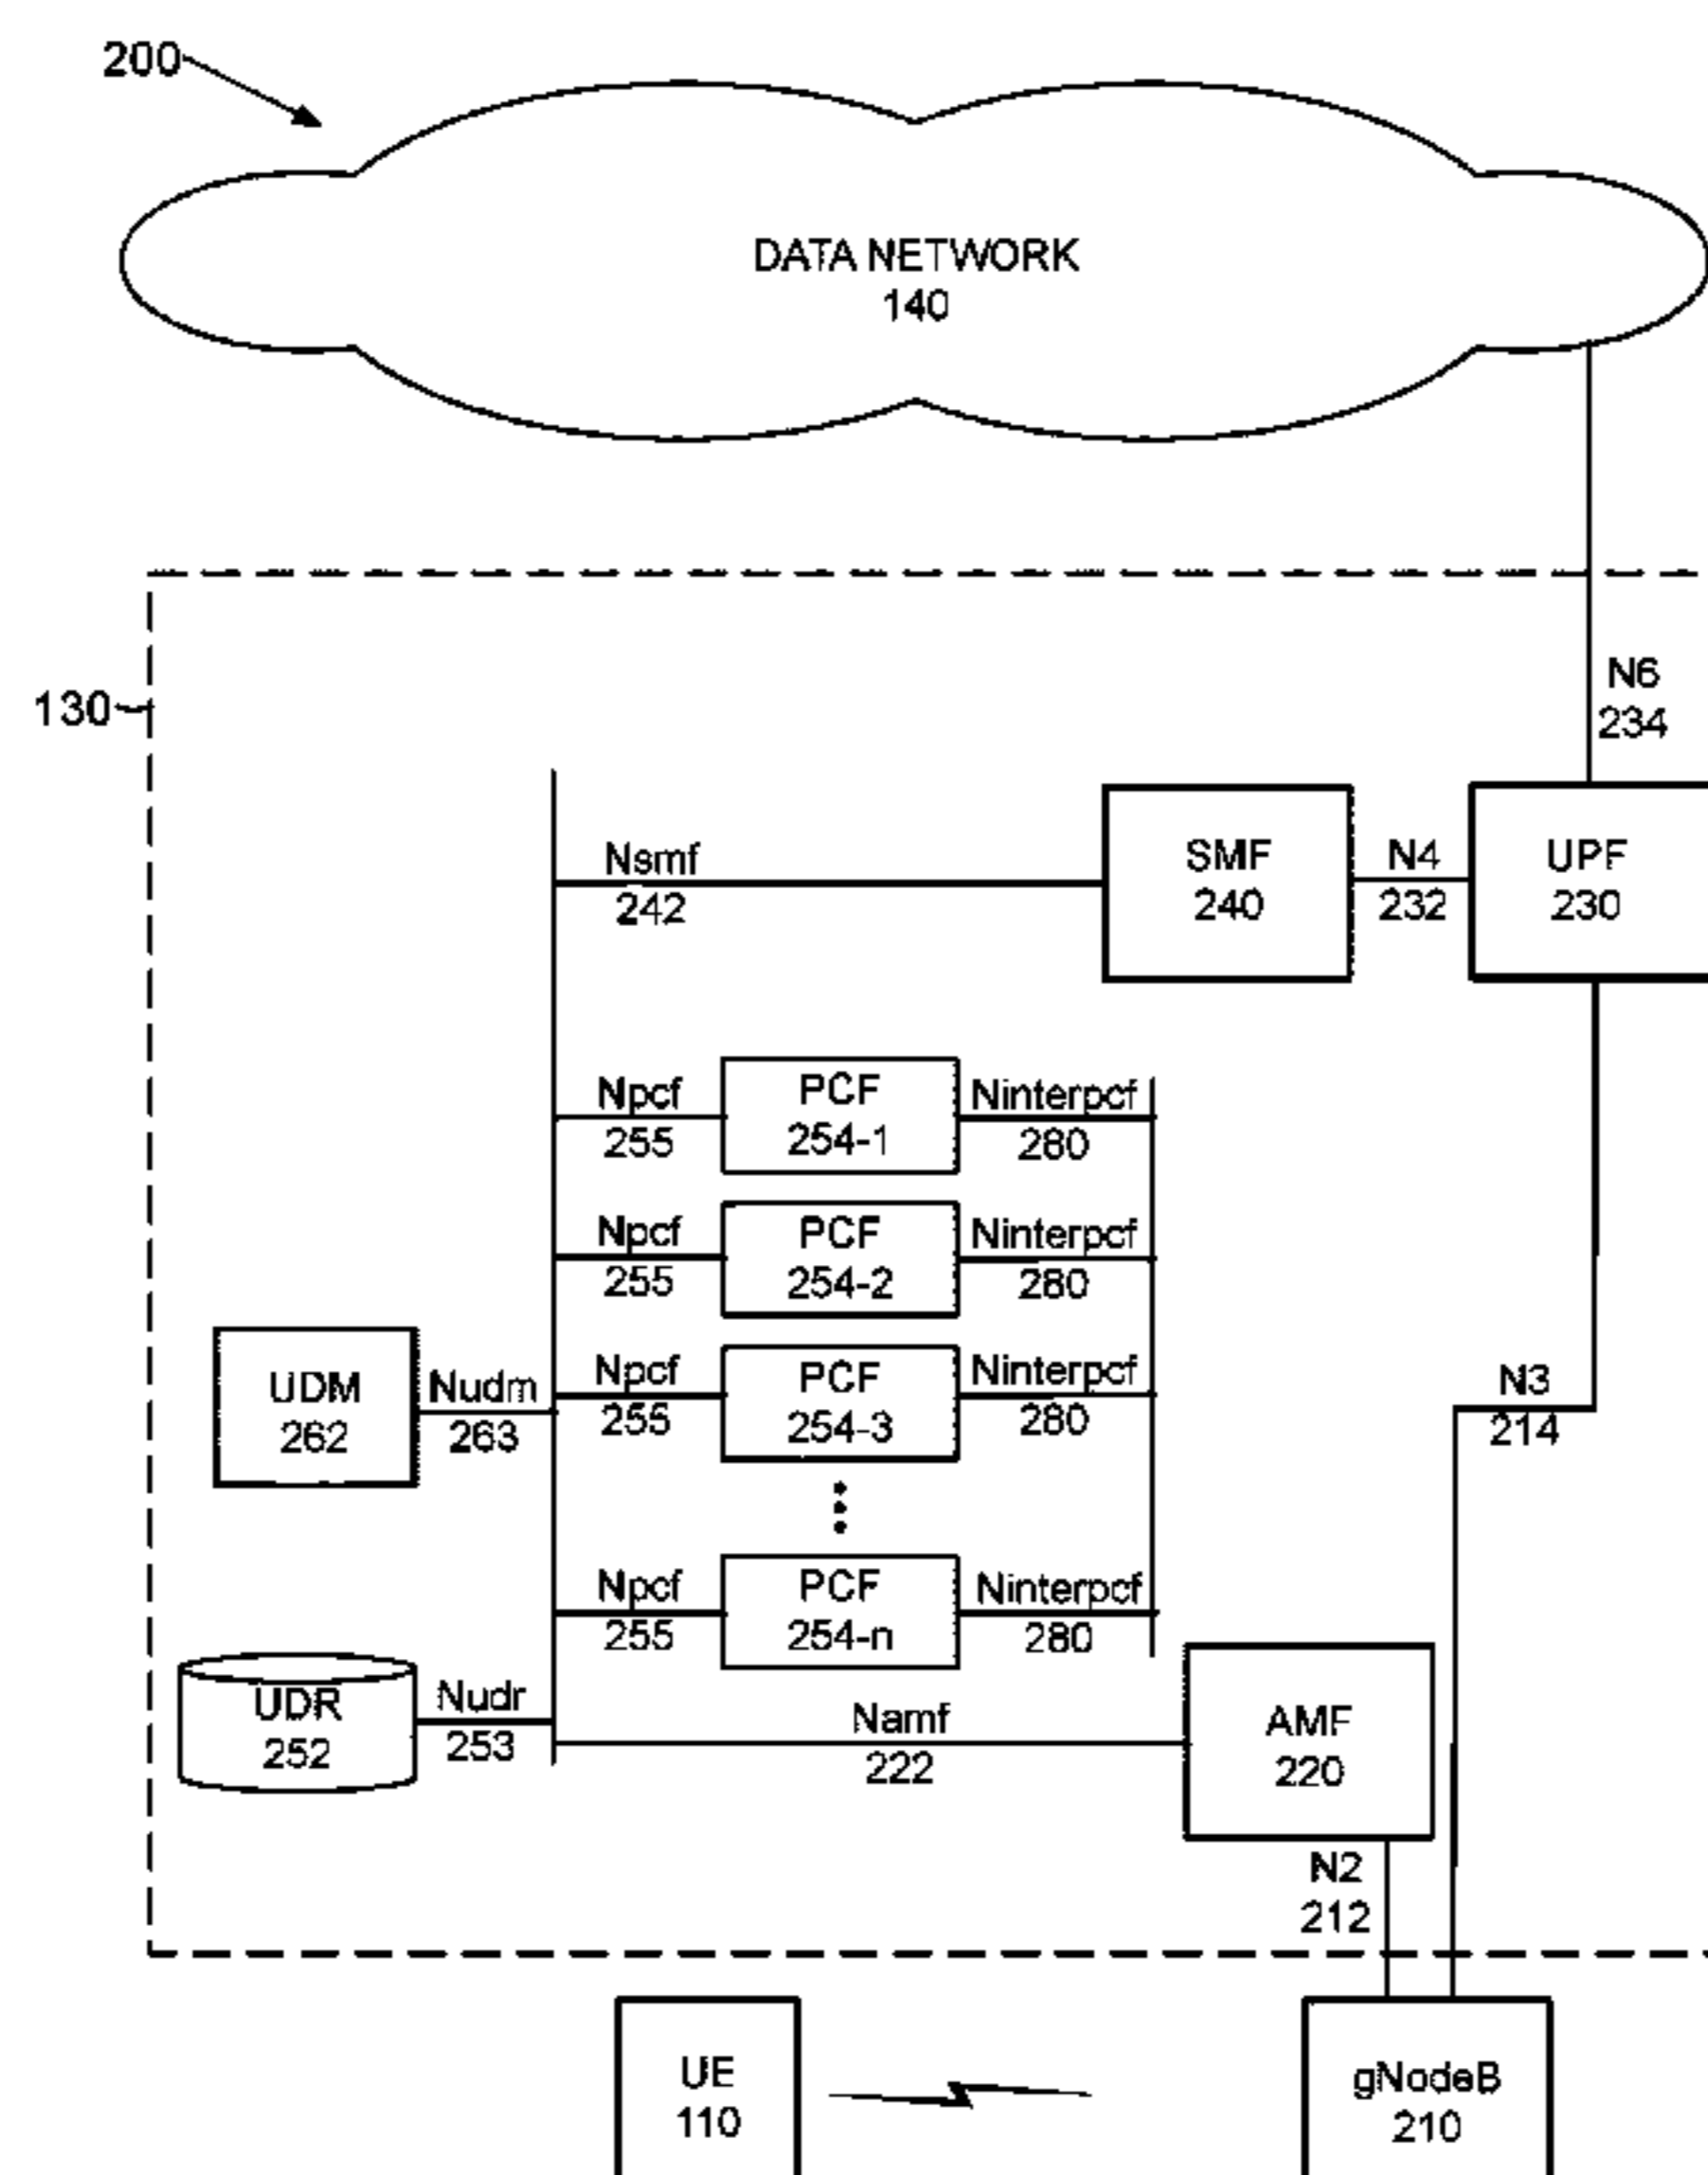 200
DATA NETWORK
140
130
N6
234
Nsmf
242
SMF
240
N4
232
UPF
230
Npcf
255
PCF
254-1
Ninterpcf
280
Npcf
255
PCF
254-2
Ninterpcf
280
UDM
262
Nudm
263
Npcf
255
PCF
254-3
Ninterpcf
280
N3
214
Npcf
255
PCF
254-n
Ninterpcf
280
UDR
252
Nudr
253
Namf
222
AMF
220
N2
212
UE
110
gNodeB
210